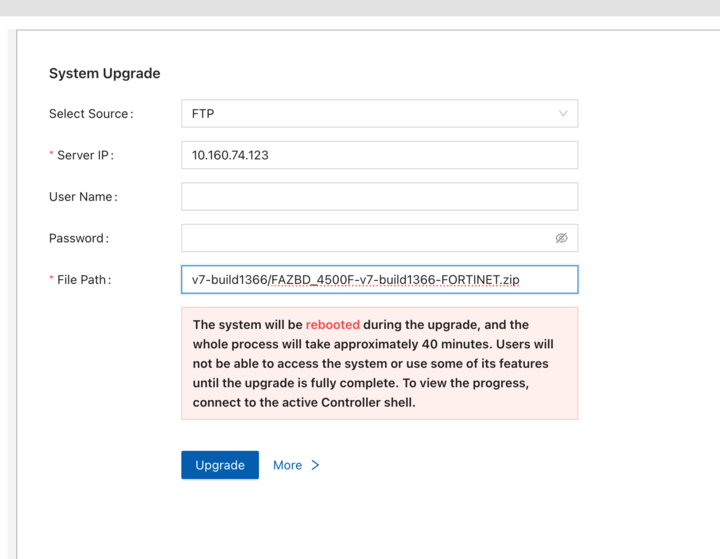 System Upgrade
Select Source :
FTP
* Server IP :
10.160.74.123
User Name :
Password :
* File Path :
v7-build1366/FAZBD_4500F-v7-build1366-FORTINET.zip
The system will be rebooted during the upgrade, and the
whole process will take approximately 40 minutes. Users will
not be able to access the system or use some of its features
until the upgrade is fully complete. To view the progress,
connect to the active Controller shell.
Upgrade
More >